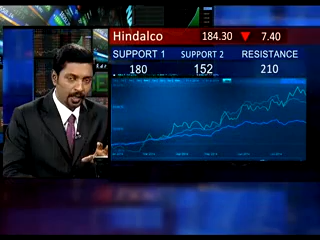 Hindalco 184.30 ▼ 7.40
SUPPORT 1 SUPPORT 2 RESISTANCE
180 152 210